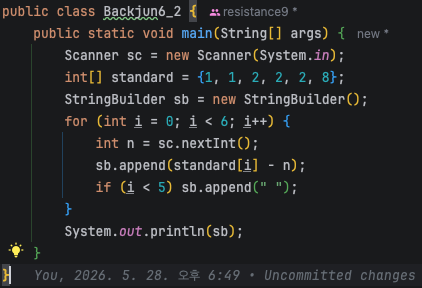 public class Backjun6_2 { resistance9 *
    public static void main(String[] args) { new *
        Scanner sc = new Scanner(System.in);
        int[] standard = {1, 1, 2, 2, 2, 8};
        StringBuilder sb = new StringBuilder();
        for (int i = 0; i < 6; i++) {
            int n = sc.nextInt();
            sb.append(standard[i] - n);
            if (i < 5) sb.append(" ");
        }
        System.out.println(sb);
    }
} You, 2026. 5. 28. 오후 6:49 • Uncommitted changes